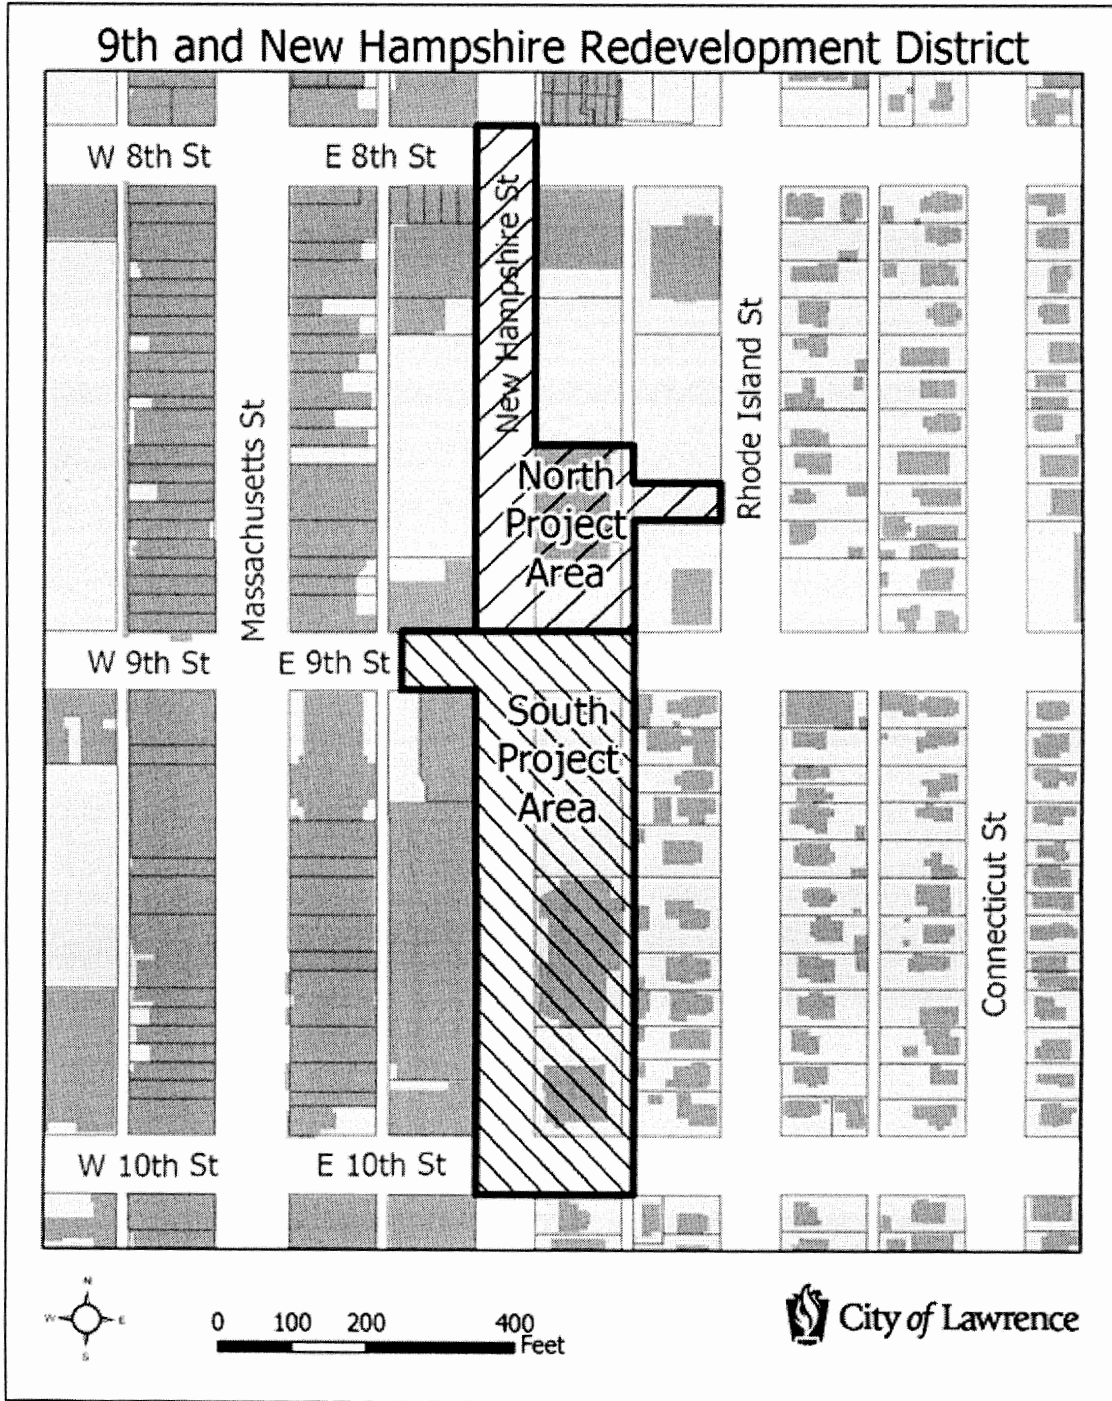 9th and New Hampshire Redevelopment District
W 8th St
E 8th St
New Hampshire St
Rhode Island St
Massachusetts St
North
Project
Area
W 9th St
E 9th St
South
Project
Area
Connecticut St
W 10th St
E 10th St
N
W
E
S
0 100 200 400
Feet
City of Lawrence